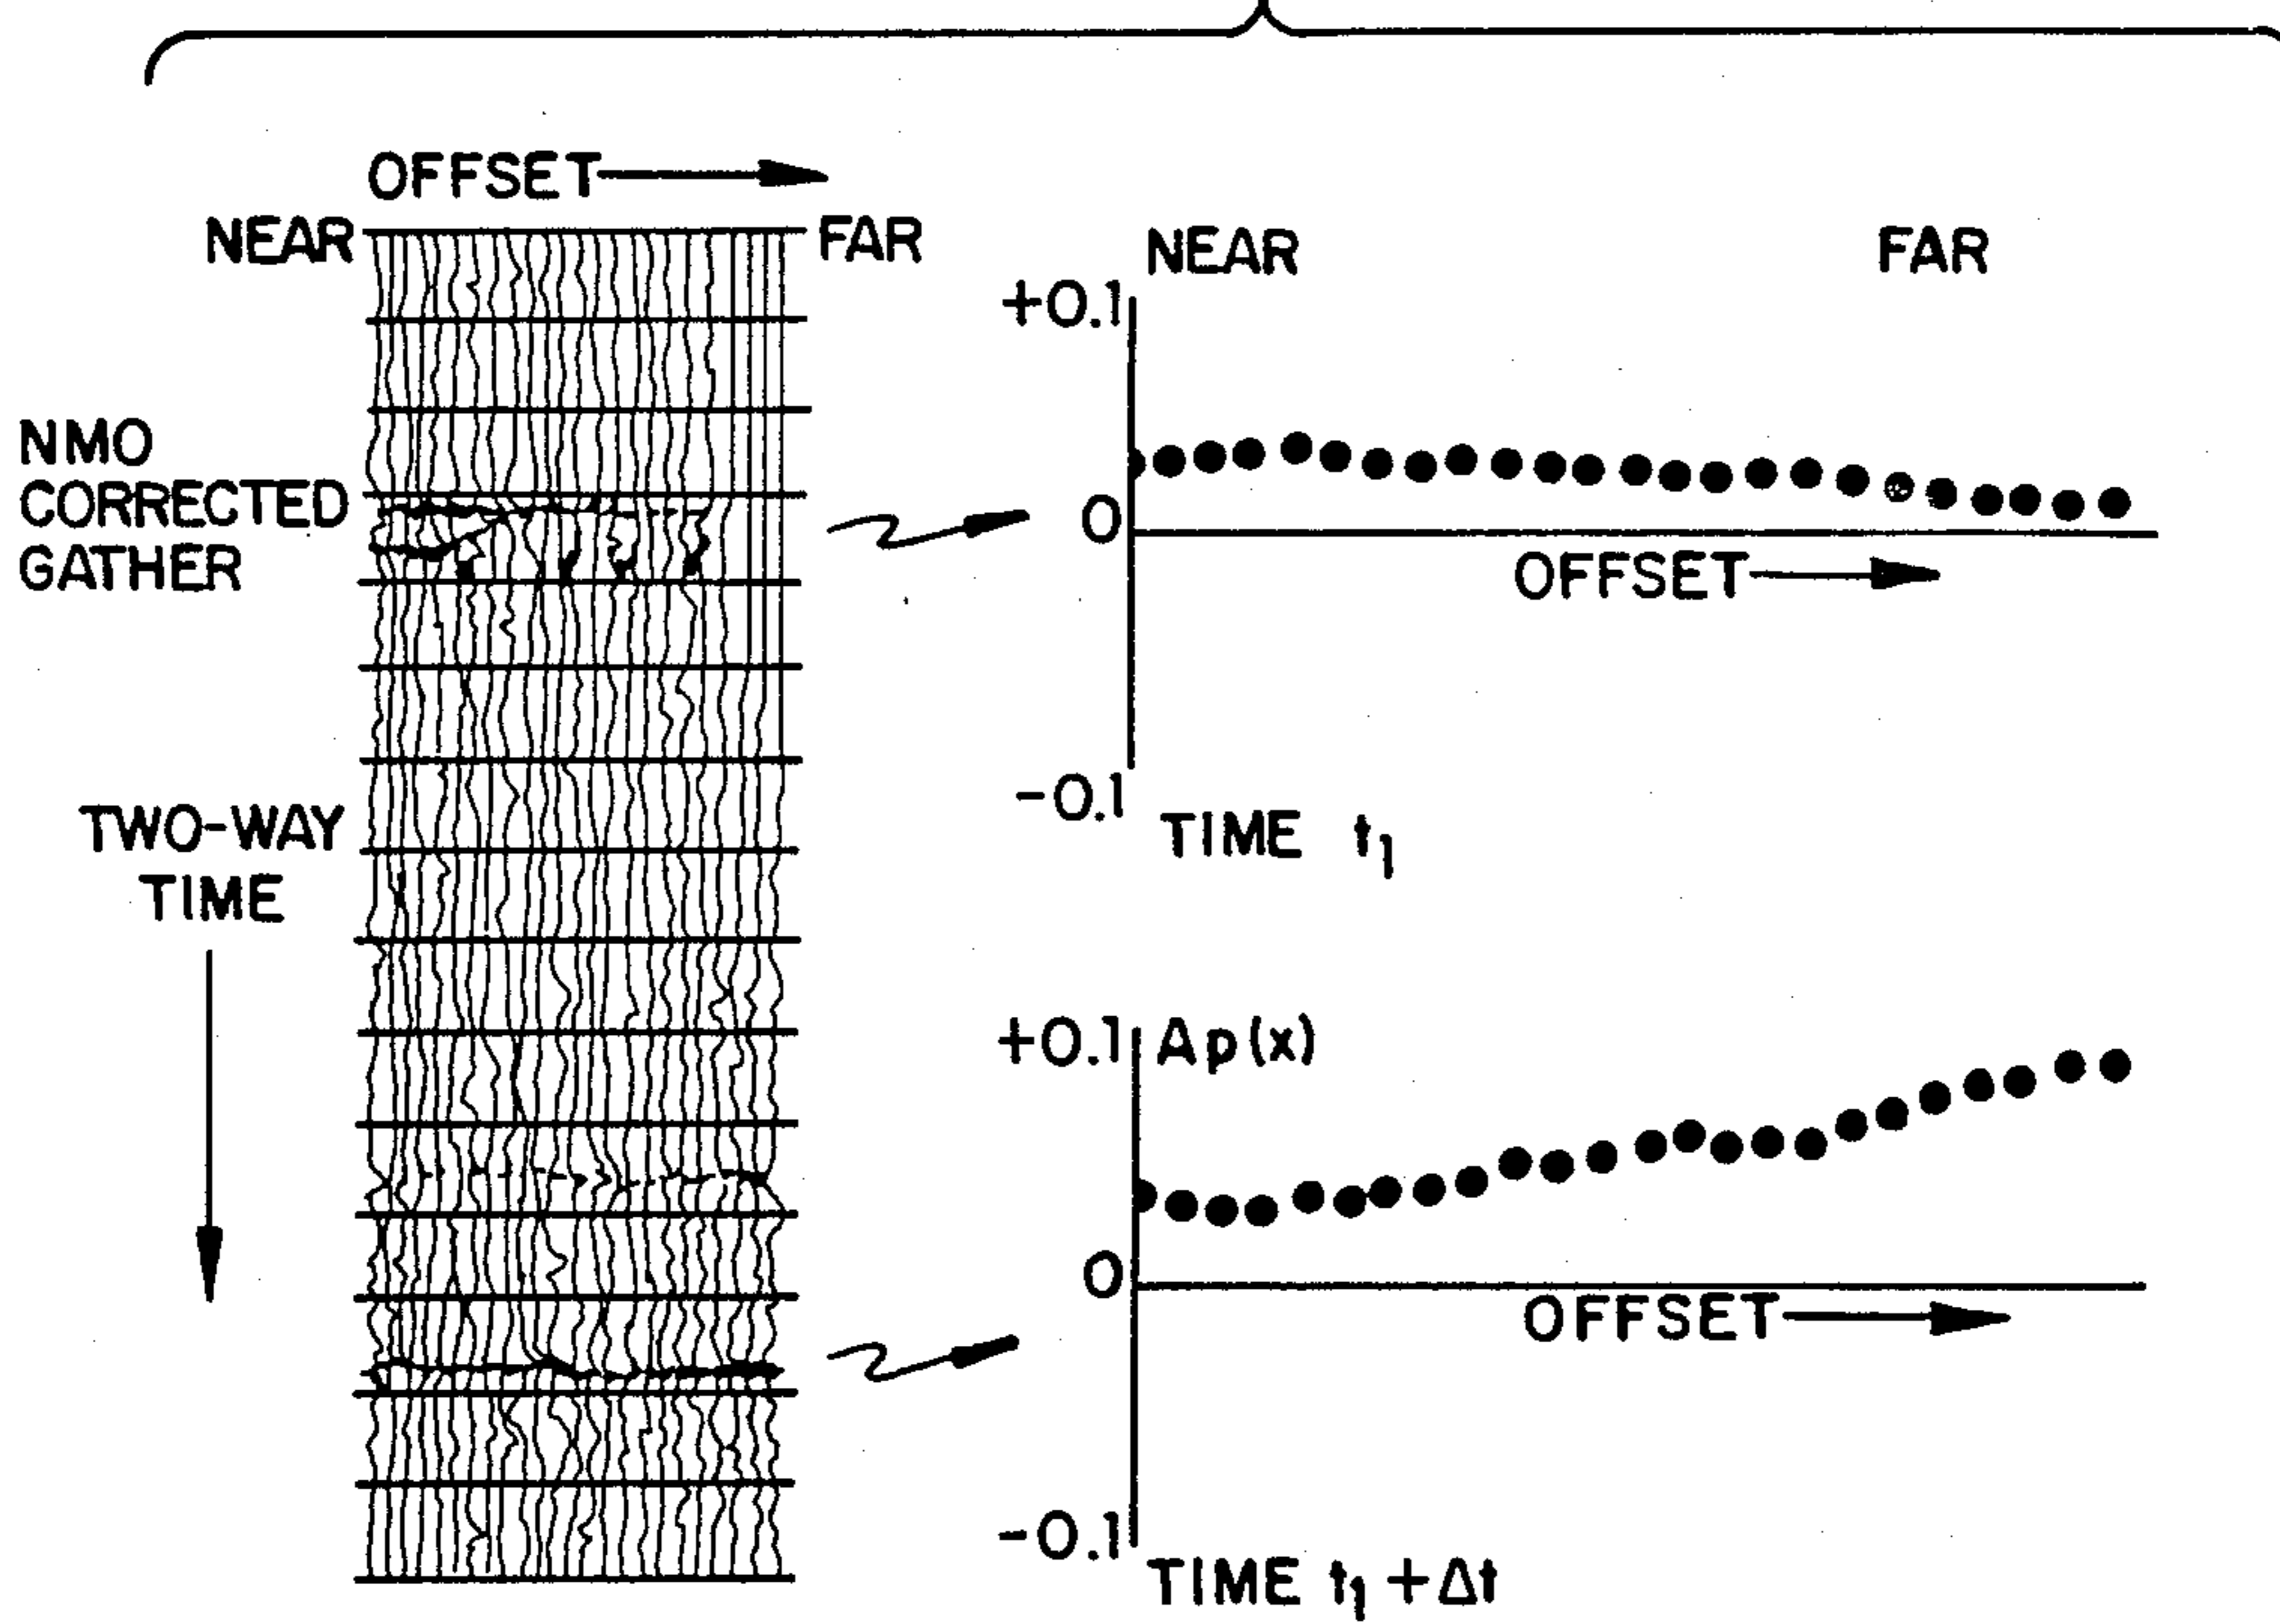 OFFSET
NEAR
FAR
NMO
CORRECTED
GATHER
TWO-WAY
TIME
NEAR
FAR
+0.1
0
OFFSET
-0.1
TIME t₁
+0.1
Ap(x)
0
OFFSET
-0.1
TIME t₁ +Δt